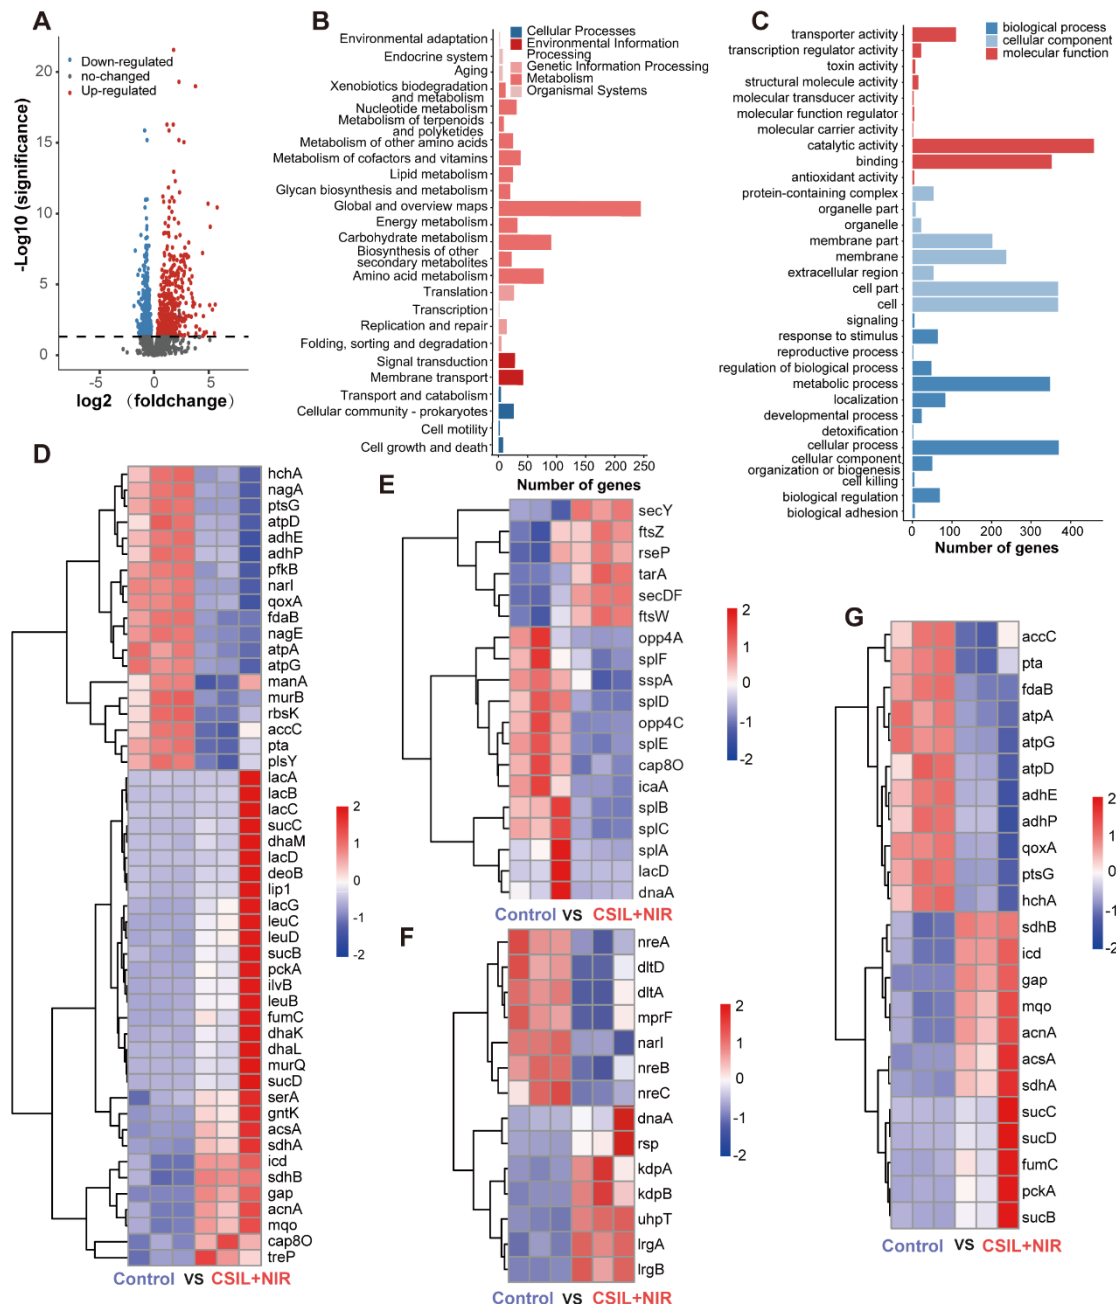 A
Down-regulated
no-changed
Up-regulated
-Log10 (significance)
20
15
10
5
0
-5
0
5
log2 (foldchange)
B
Cellular Processes
Environmental Information
Processing
Genetic Information Processing
Metabolism
Organismal Systems
Environmental adaptation
Endocrine system
Aging
Xenobiotics biodegradation
and metabolism
Nucleotide metabolism
Metabolism of terpenoids
and polyketides
Metabolism of other amino acids
Metabolism of cofactors and vitamins
Lipid metabolism
Glycan biosynthesis and metabolism
Global and overview maps
Energy metabolism
Carbohydrate metabolism
Biosynthesis of other
secondary metabolites
Amino acid metabolism
Translation
Transcription
Replication and repair
Folding, sorting and degradation
Signal transduction
Membrane transport
Transport and catabolism
Cellular community - prokaryotes
Cell motility
Cell growth and death
0
50
100
150
200
250
Number of genes
C
biological process
cellular component
molecular function
transporter activity
transcription regulator activity
toxin activity
structural molecule activity
molecular transducer activity
molecular function regulator
molecular carrier activity
catalytic activity
binding
antioxidant activity
protein-containing complex
organelle part
organelle
membrane part
membrane
extracellular region
cell part
cell
signaling
response to stimulus
reproductive process
regulation of biological process
metabolic process
localization
developmental process
detoxification
cellular process
cellular component
organization or biogenesis
cell killing
biological regulation
biological adhesion
0
100
200
300
400
Number of genes
D
hchA
nagA
ptsG
atpD
adhE
adhP
pfkB
narI
qoxA
fdaB
nagE
atpA
atpG
manA
murB
rbsK
accC
pta
plsY
lacA
lacB
lacC
sucC
dhaM
lacD
deoB
lip1
lacG
leuC
leuD
sucB
pckA
ilvB
leuB
fumC
dhaK
dhaL
murQ
sucD
serA
gntK
acsA
sdhA
icd
sdhB
gap
acnA
mqo
cap8O
treP
2
1
0
-1
-2
Control VS CSIL+NIR
E
secY
ftsZ
rseP
tarA
secDF
ftsW
opp4A
splF
sspA
splD
opp4C
splE
cap8O
icaA
splB
splC
splA
lacD
dnaA
2
1
0
-1
-2
Control VS CSIL+NIR
F
nreA
dltD
dltA
mprF
narI
nreB
nreC
dnaA
rsp
kdpA
kdpB
uhpT
lrgA
lrgB
2
1
0
-1
-2
Control VS CSIL+NIR
G
accC
pta
fdaB
atpA
atpG
atpD
adhE
adhP
qoxA
ptsG
hchA
sdhB
icd
gap
mqo
acnA
acsA
sdhA
sucC
sucD
fumC
pckA
sucB
2
1
0
-1
-2
Control VS CSIL+NIR